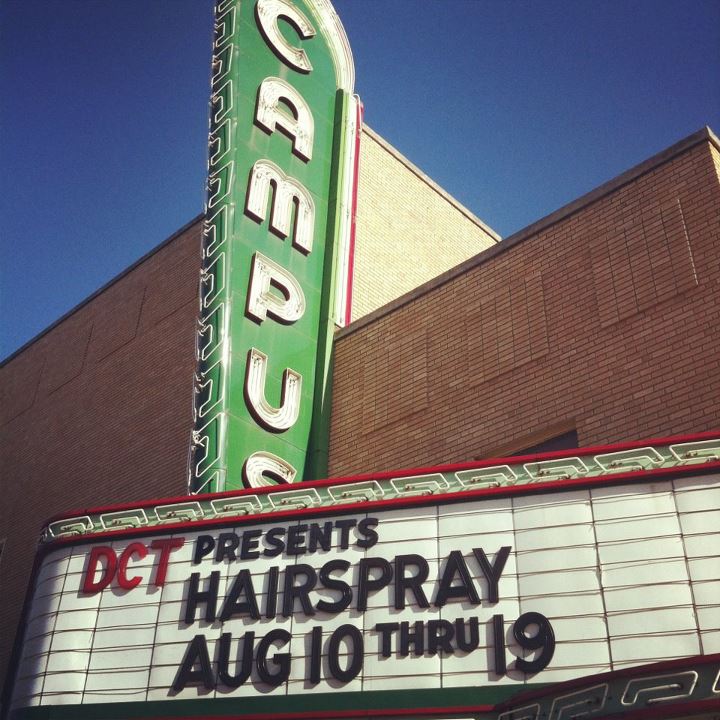 CAMPUS
DCT PRESENTS
HAIRSPRAY
AUG 10 THRU 19